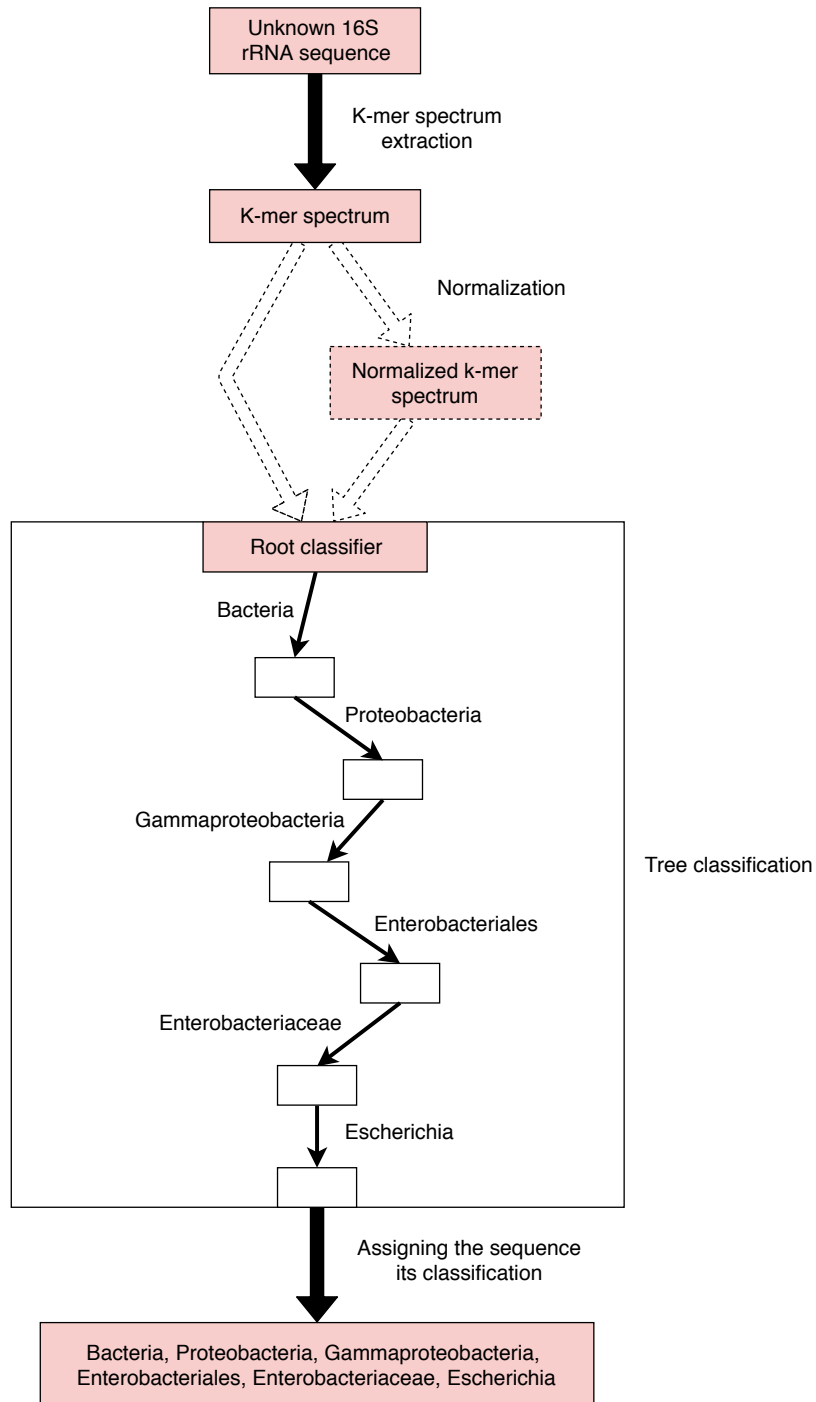 Unknown 16S
rRNA sequence
K-mer spectrum
extraction
K-mer spectrum
Normalization
Normalized k-mer
spectrum
Root classifier
Bacteria
Proteobacteria
Gammaproteobacteria
Tree classification
Enterobacteriales
Enterobacteriaceae
Escherichia
Assigning the sequence
its classification
Bacteria, Proteobacteria, Gammaproteobacteria,
Enterobacteriales, Enterobacteriaceae, Escherichia